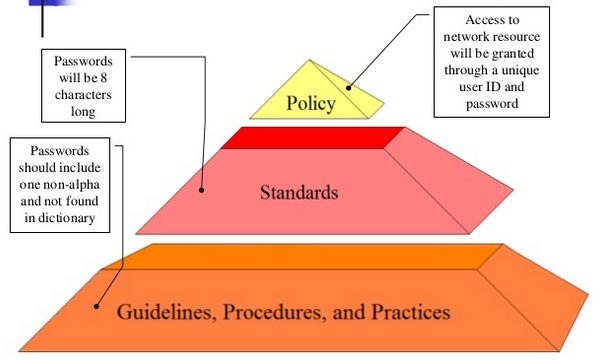 Access to
network resource
will be granted
through a unique
user ID and
password
Passwords
will be 8
characters
long
Policy
Passwords
should include
one non-alpha
and not found
in dictionary
Standards
Guidelines, Procedures, and Practices